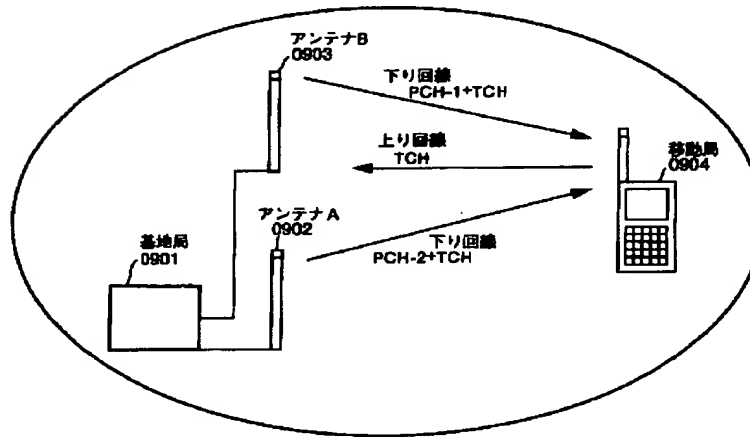 アンテナB
0903
下り回線
PCH-1+TCH
上り回線
TCH
移動局
0904
アンテナA
0902
基地局
0901
下り回線
PCH-2+TCH